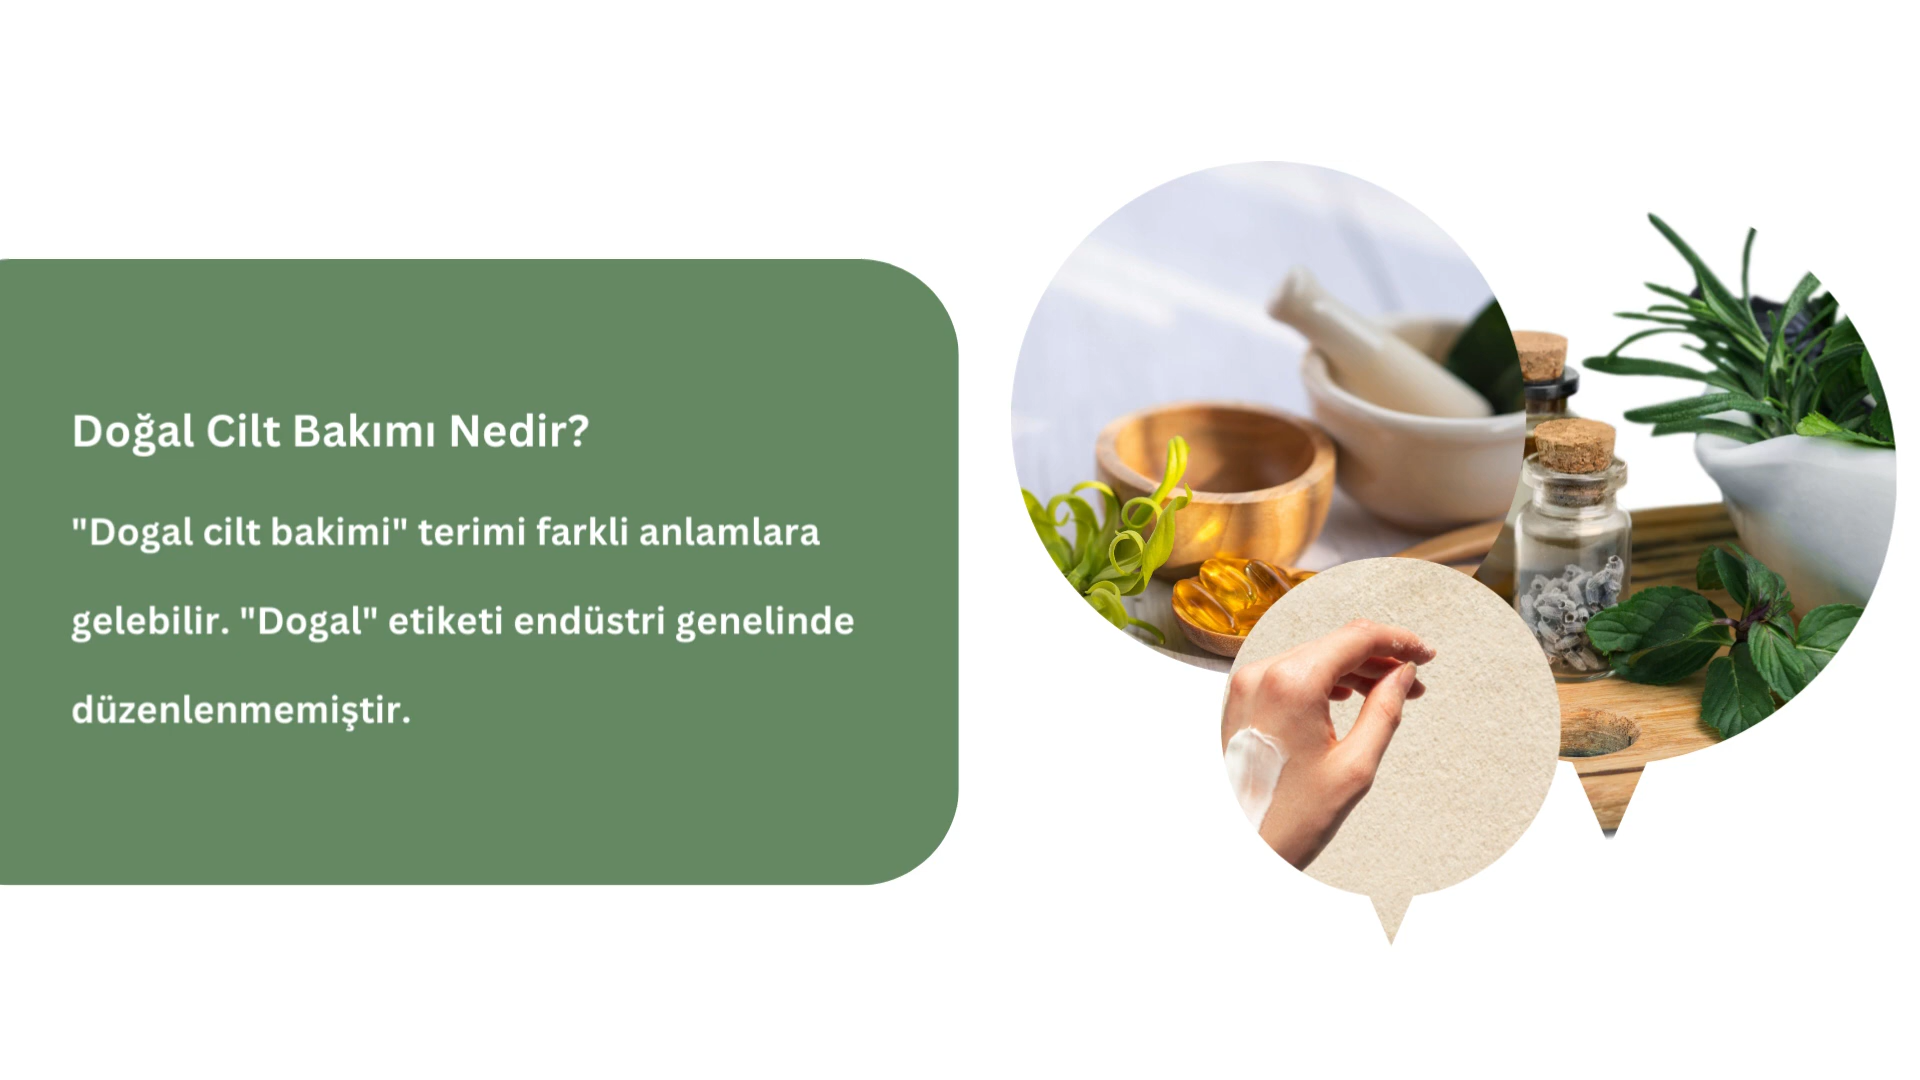 Doğal Cilt Bakımı Nedir?
"Dogal cilt bakimi" terimi farkli anlamlara
gelebilir. "Dogal" etiketi endüstri genelinde
düzenlenmemiştir.